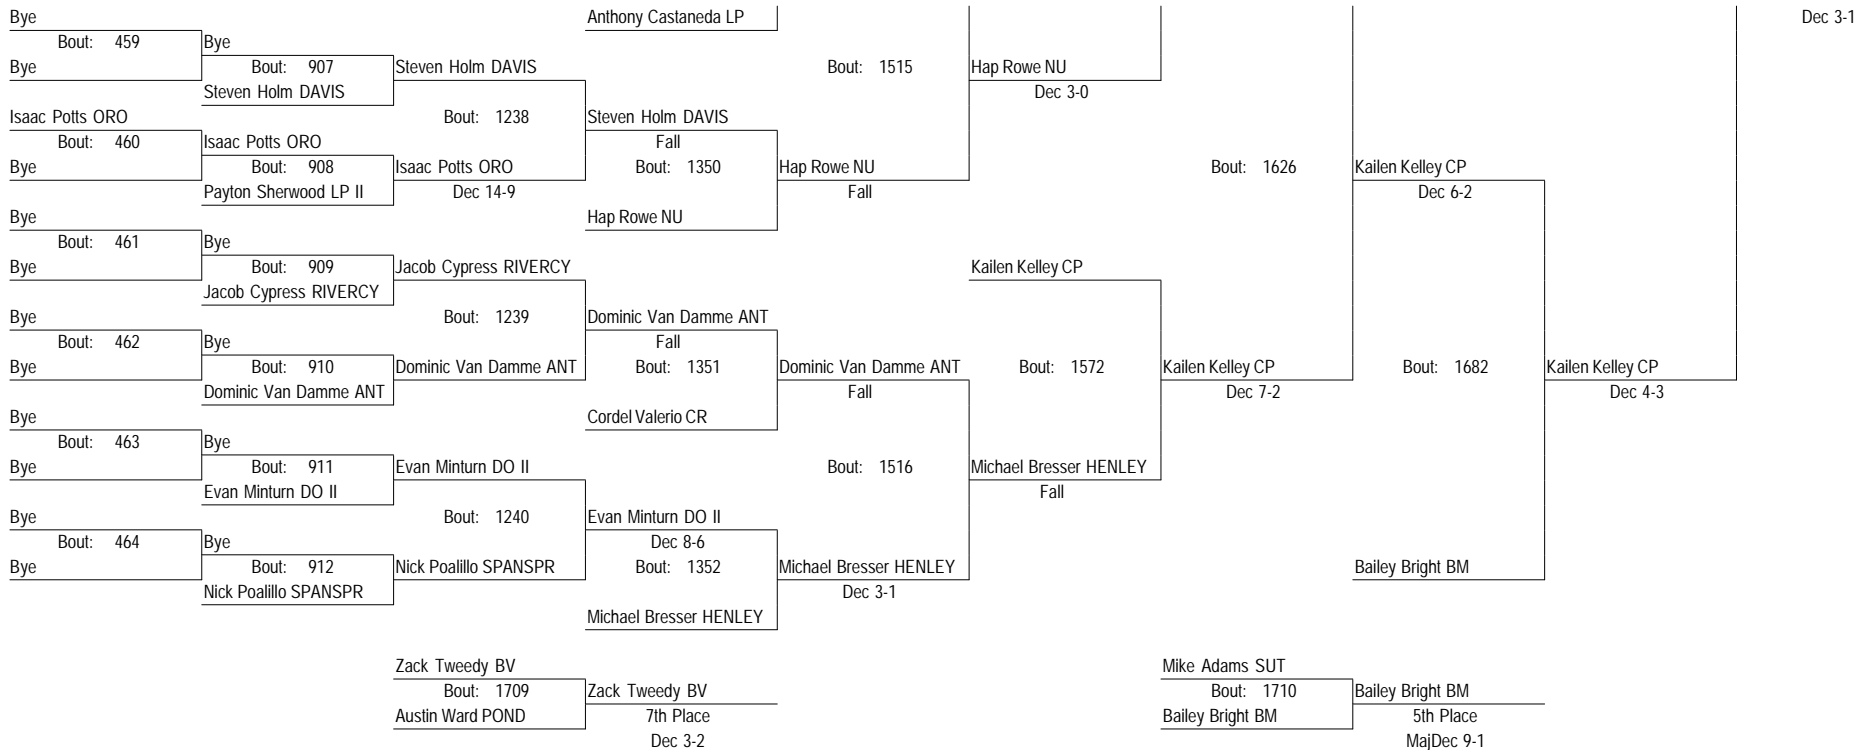 Bye
Anthony Castaneda LP
Dec 3-1
Bout: 459
Bye
Bye
Bout: 907
Steven Holm DAVIS
Bout: 1515
Hap Rowe NU
Steven Holm DAVIS
Dec 3-0
Isaac Potts ORO
Bout: 1238
Steven Holm DAVIS
Bout: 460
Isaac Potts ORO
Fall
Bye
Bout: 908
Isaac Potts ORO
Bout: 1350
Hap Rowe NU
Bout: 1626
Kailen Kelley CP
Payton Sherwood LP II
Dec 14-9
Fall
Dec 6-2
Bye
Hap Rowe NU
Bout: 461
Bye
Bye
Bout: 909
Jacob Cypress RIVERCY
Kailen Kelley CP
Jacob Cypress RIVERCY
Bye
Bout: 1239
Dominic Van Damme ANT
Bout: 462
Bye
Fall
Bye
Bout: 910
Dominic Van Damme ANT
Bout: 1351
Dominic Van Damme ANT
Bout: 1572
Kailen Kelley CP
Bout: 1682
Kailen Kelley CP
Dominic Van Damme ANT
Fall
Dec 7-2
Dec 4-3
Bye
Cordel Valerio CR
Bout: 463
Bye
Bye
Bout: 911
Evan Minturn DO II
Bout: 1516
Michael Bresser HENLEY
Evan Minturn DO II
Fall
Bye
Bout: 1240
Evan Minturn DO II
Bout: 464
Bye
Dec 8-6
Bye
Bout: 912
Nick Poalillo SPANSPR
Bout: 1352
Michael Bresser HENLEY
Bailey Bright BM
Nick Poalillo SPANSPR
Dec 3-1
Michael Bresser HENLEY
Zack Tweedy BV
Mike Adams SUT
Bout: 1709
Zack Tweedy BV
Bout: 1710
Bailey Bright BM
Austin Ward POND
7th Place
Bailey Bright BM
5th Place
Dec 3-2
MajDec 9-1